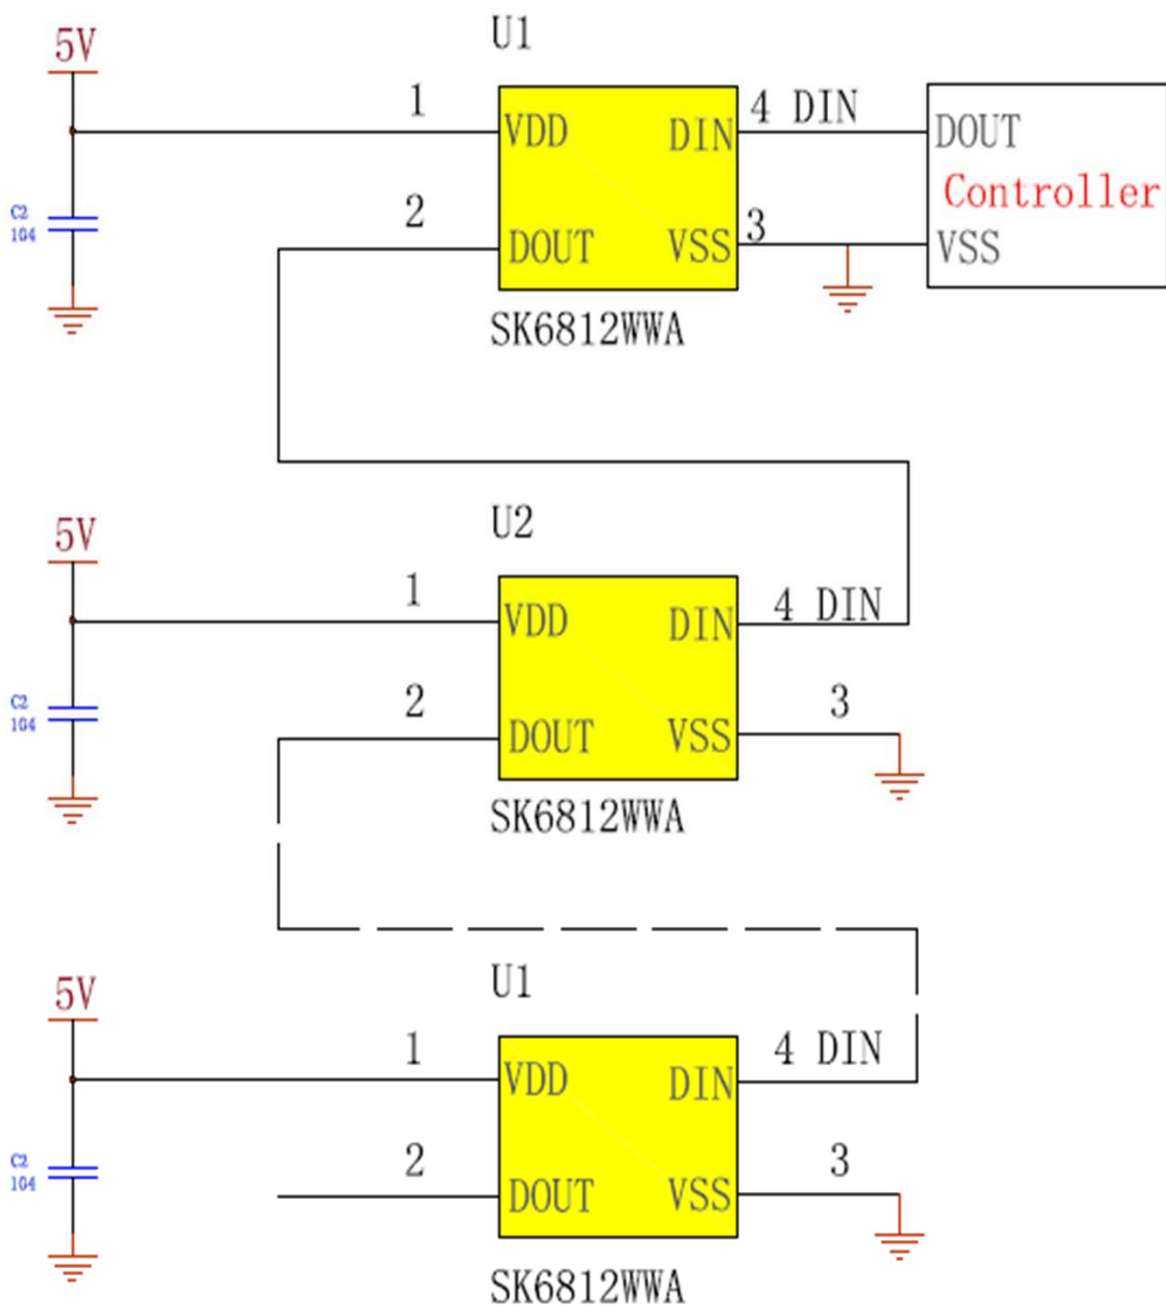 U1
5V
1
4 DIN
VDD
DIN
DOUT
Controller
C2
104
2
3
DOUT
VSS
VSS
SK6812WWA
U2
5V
1
4 DIN
VDD
DIN
C2
104
2
3
DOUT
VSS
SK6812WWA
U1
5V
1
4 DIN
VDD
DIN
C2
104
2
3
DOUT
VSS
SK6812WWA